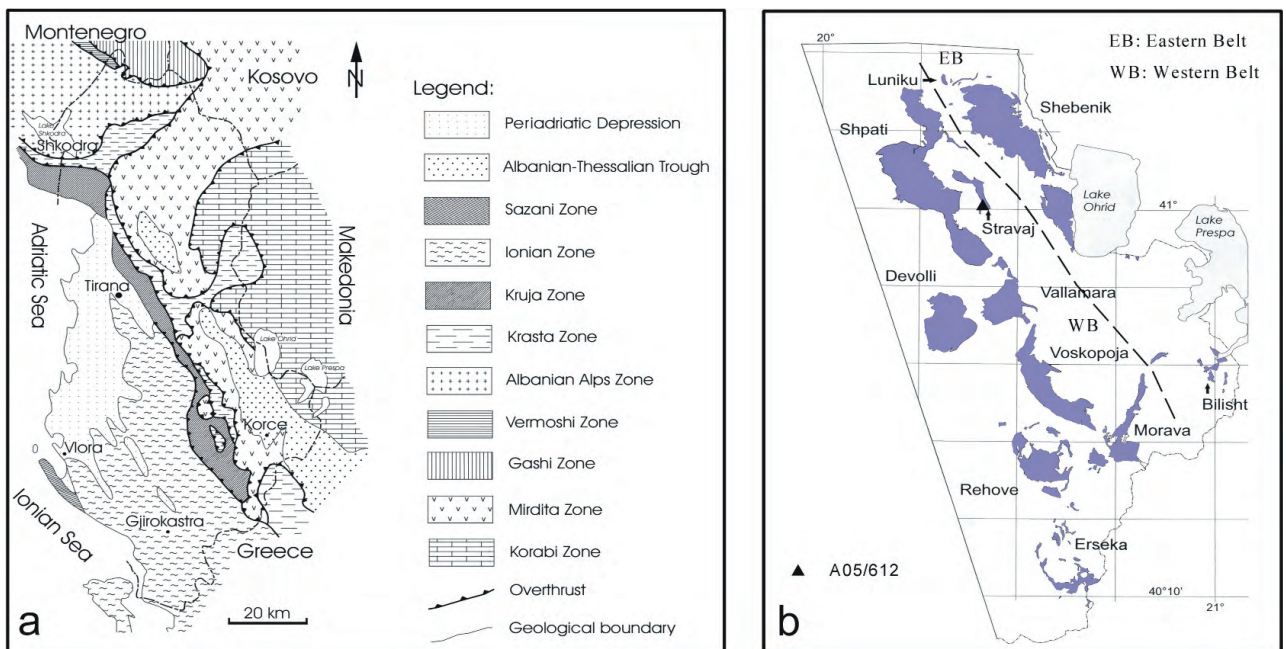 Montenegro
Kosovo
N
Lake
Shkodra
Shkodra
Adriatic Sea
Makedonia
Tirana
Lake Ohrid
Lake Prespa
Korce
Vlora
Gjirokastra
Ionian Sea
Greece
20 km
a
Legend:
Periadriatic Depression
Albanian-Thessalian Trough
Sazani Zone
Ionian Zone
Kruja Zone
Krasta Zone
Albanian Alps Zone
Vermoshi Zone
Gashi Zone
Mirdita Zone
Korabi Zone
Overthrust
Geological boundary
20°
EB: Eastern Belt
WB: Western Belt
EB
Luniku
Shebenik
Shpati
Lake
Ohrid
41°
Lake
Prespa
Stravaj
Devolli
Vallamara
WB
Voskopoja
Bilisht
Morava
Rehove
Erseka
A05/612
40°10'
21°
b